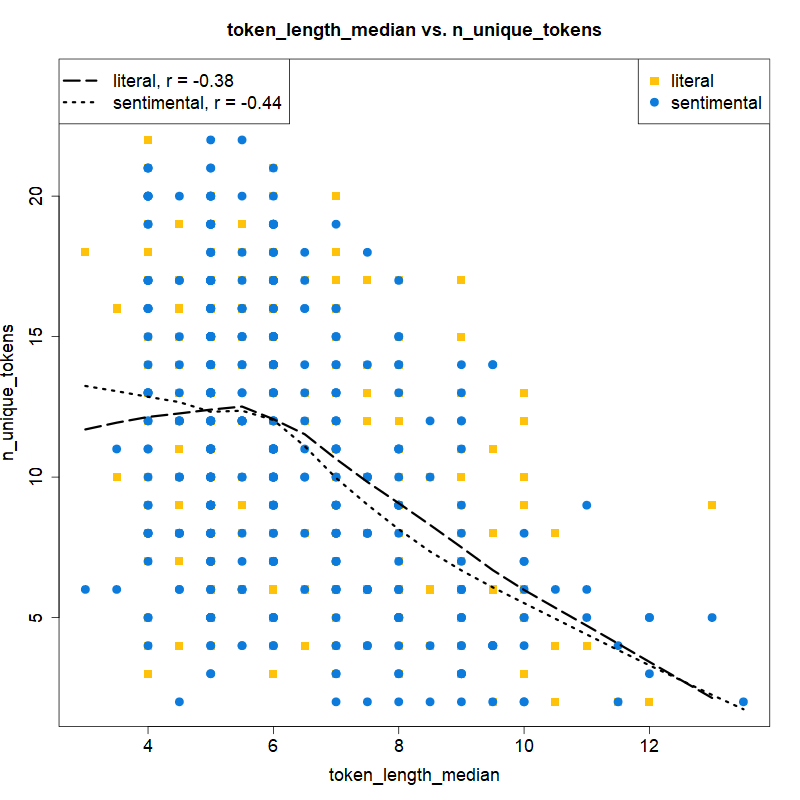 token_length_median vs. n_unique_tokens
literal, r = -0.38
sentimental, r = -0.44
literal
sentimental
n_unique_tokens
20
15
10
5
4 6 8 10 12
token_length_median